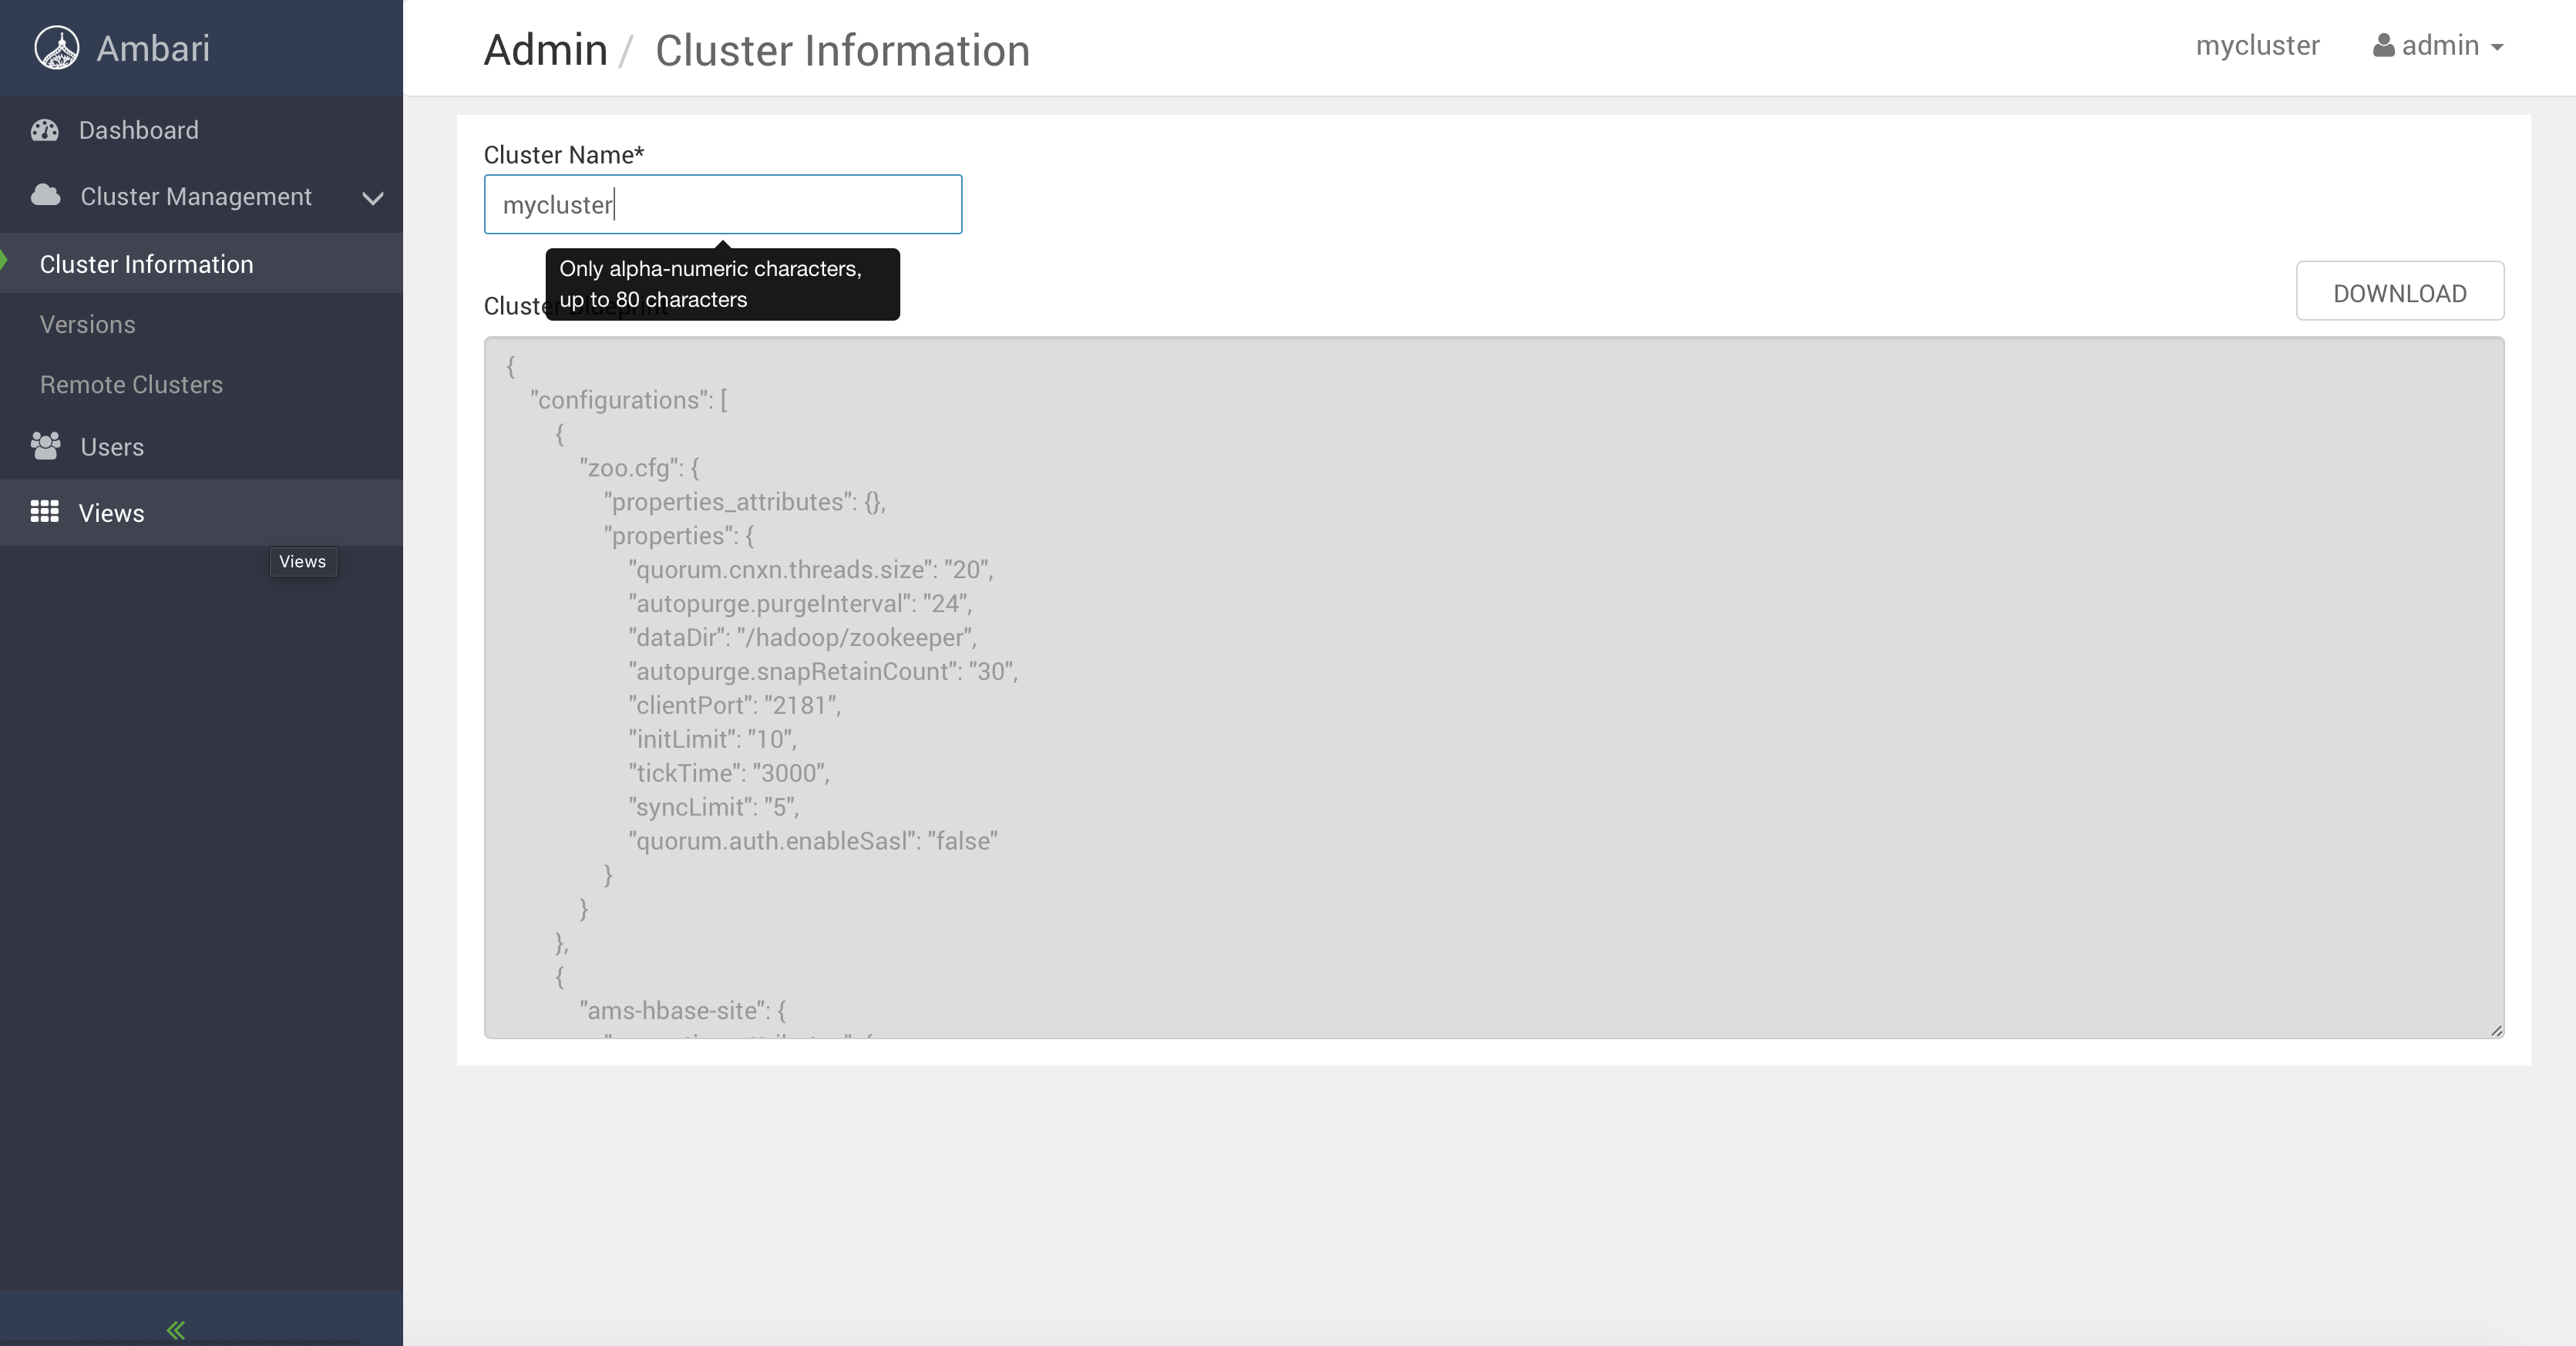 Ambari
Admin / Cluster Information
mycluster
admin
Dashboard
Cluster Management
Cluster Information
Versions
Remote Clusters
Users
Views
Views
Cluster Name*
mycluster
Only alpha-numeric characters,
up to 80 characters
Cluster Blueprint
DOWNLOAD
{
"configurations": [
{
"zoo.cfg": {
"properties_attributes": {},
"properties": {
"quorum.cnxn.threads.size": "20",
"autopurge.purgeInterval": "24",
"dataDir": "/hadoop/zookeeper",
"autopurge.snapRetainCount": "30",
"clientPort": "2181",
"initLimit": "10",
"tickTime": "3000",
"syncLimit": "5",
"quorum.auth.enableSasl": "false"
}
}
},
{
"ams-hbase-site": {